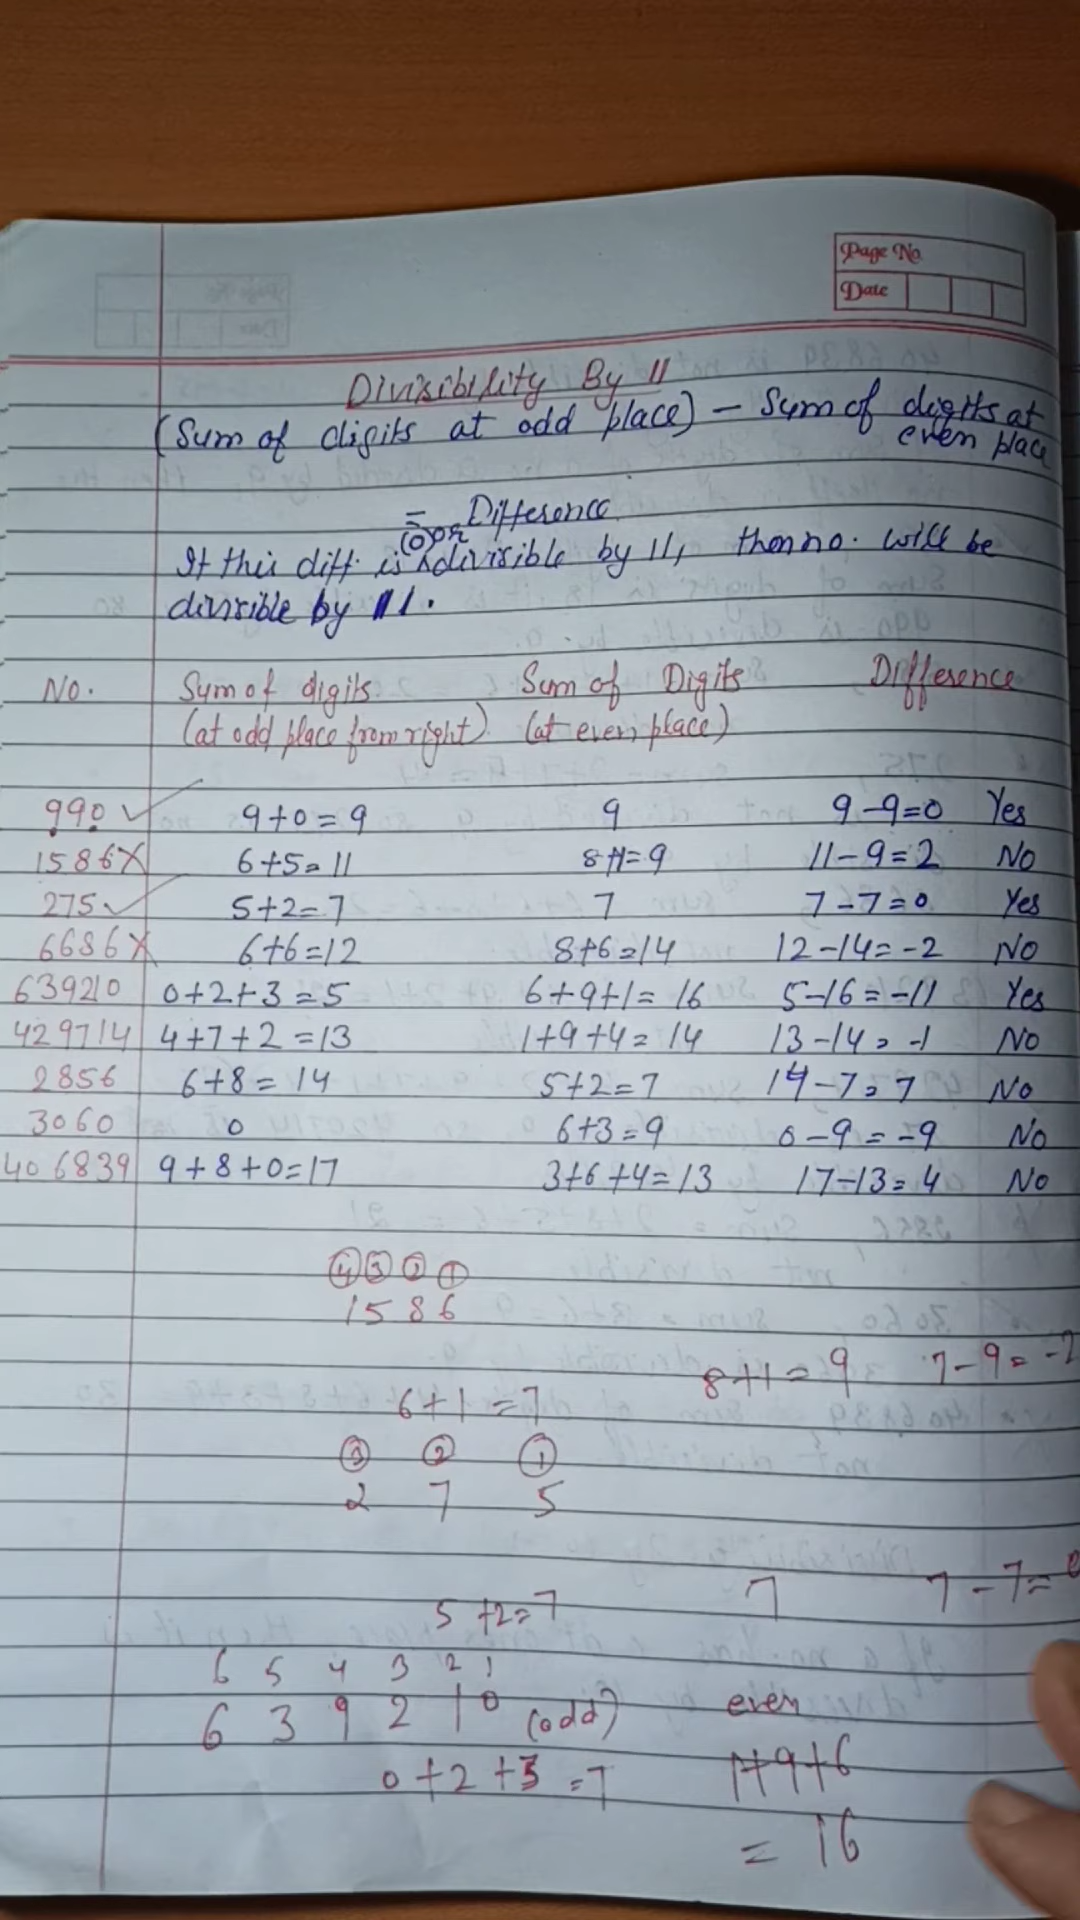 Page No.
Date
Divisibility By 11
(Sum of digits at odd place) - Sum of digits at even place
= Difference
If this diff. is 0 or divisible by 11, then no. will be
divisible by 11.
No. Sum of digits Sum of Digits Difference
(at odd place from right) (at even place)
990 ✓ 9+0=9 9 9-9=0 Yes
1586 X 6+5=11 8+1=9 11-9=2 No
275 ✓ 5+2=7 7 7-7=0 Yes
6686 X 6+6=12 8+6=14 12-14=-2 No
639210 0+2+3=5 6+9+1=16 5-16=-11 Yes
429714 4+7+2=13 1+9+4=14 13-14=-1 No
2856 6+8=14 5+2=7 14-7=7 No
3060 0 6+3=9 0-9=-9 No
406839 9+8+0=17 3+6+4=13 17-13=4 No
④ ③ ② ①
1586
6+1=7 8+1=9 7-9=-2
③ ② ①
2 7 5
5+2=7 7 7-7=0
6 5 4 3 2 1
6 3 9 2 1 0 (odd) even
0+2+3=7 1+9+6
= 16